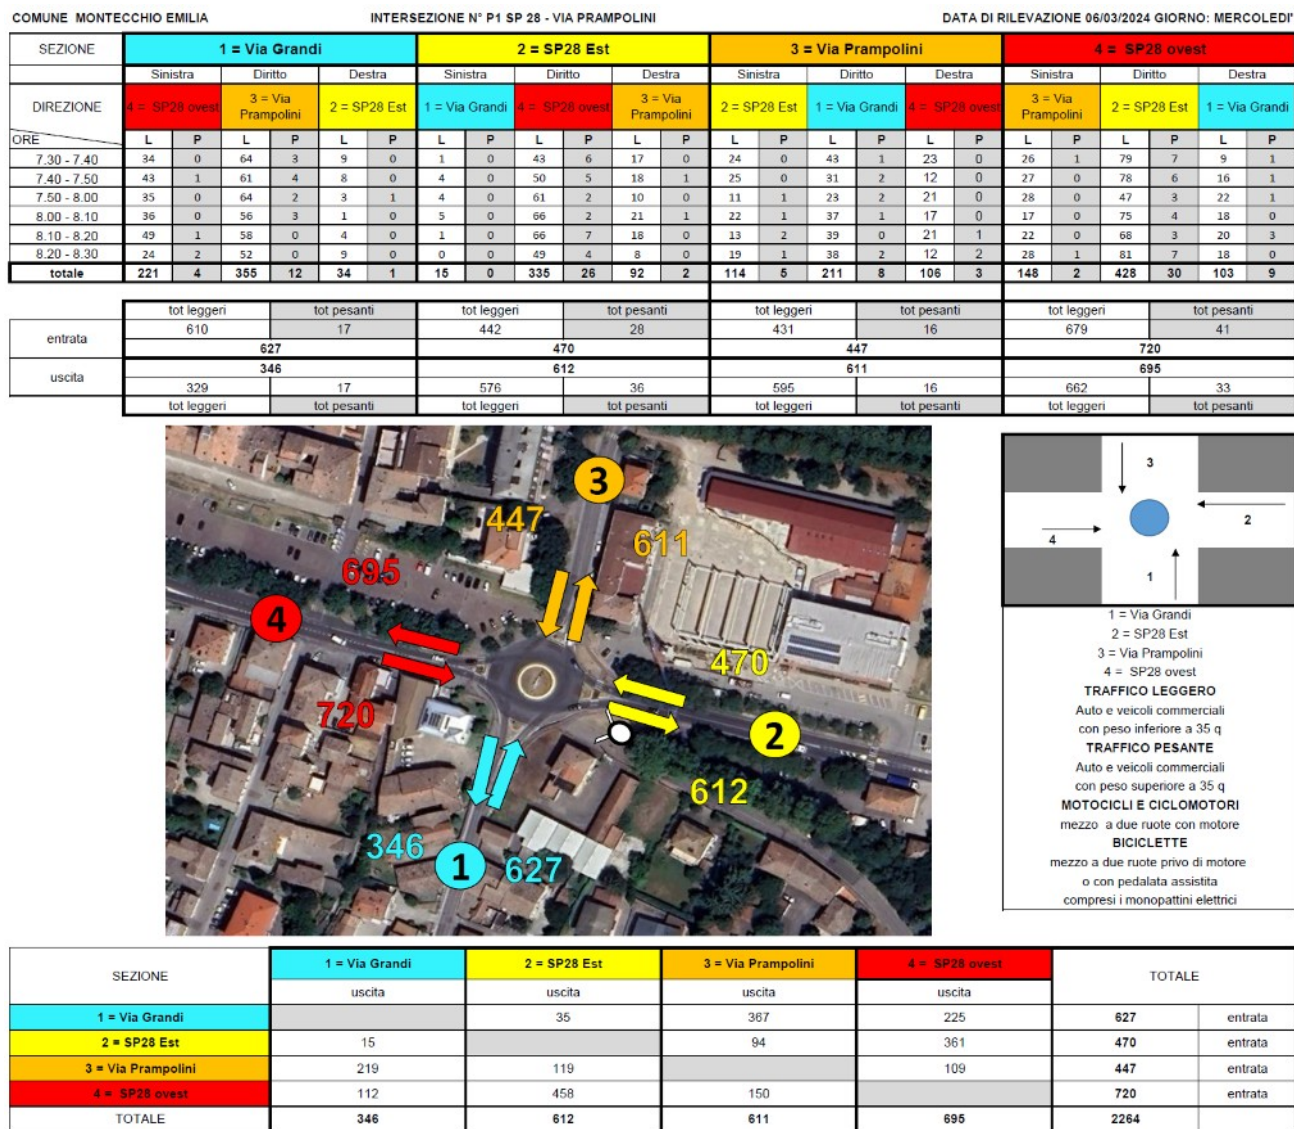 COMUNE MONTECCHIO EMILIA INTERSEZIONE N° P1 SP 28 - VIA PRAMPOLINI DATA DI RILEVAZIONE 06/03/2024 GIORNO: MERCOLEDI'
SEZIONE 1 = Via Grandi 2 = SP28 Est 3 = Via Prampolini 4 = SP28 ovest
Sinistra Diritto Destra Sinistra Diritto Destra Sinistra Diritto Destra Sinistra Diritto Destra
DIREZIONE 4 = SP28 ovest 3 = Via Prampolini 2 = SP28 Est 1 = Via Grandi 4 = SP28 ovest 3 = Via Prampolini 2 = SP28 Est 1 = Via Grandi 4 = SP28 ovest 3 = Via Prampolini 2 = SP28 Est 1 = Via Grandi
ORE L P L P L P L P L P L P L P L P L P L P L P L P
7.30 - 7.40 34 0 64 3 9 0 1 0 43 6 17 0 24 0 43 1 23 0 26 1 79 7 9 1
7.40 - 7.50 43 1 61 4 8 0 4 0 50 5 18 1 25 0 31 2 12 0 27 0 78 6 16 1
7.50 - 8.00 35 0 64 2 3 1 4 0 61 2 10 0 11 1 23 2 21 0 28 0 47 3 22 1
8.00 - 8.10 36 0 56 3 1 0 5 0 66 2 21 1 22 1 37 1 17 0 17 0 75 4 18 0
8.10 - 8.20 49 1 58 0 4 0 1 0 66 7 18 0 13 2 39 0 21 1 22 0 68 3 20 3
8.20 - 8.30 24 2 52 0 9 0 0 0 49 4 8 0 19 1 38 2 12 2 28 1 81 7 18 0
totale 221 4 355 12 34 1 15 0 335 26 92 2 114 5 211 8 106 3 148 2 428 30 103 9
tot leggeri tot pesanti tot leggeri tot pesanti tot leggeri tot pesanti tot leggeri tot pesanti
entrata 610 17 442 28 431 16 679 41
627 470 447 720
uscita 346 612 611 695
329 17 576 36 595 16 662 33
tot leggeri tot pesanti tot leggeri tot pesanti tot leggeri tot pesanti tot leggeri tot pesanti
3
447
611
695
4
470
720
2
612
346
1
627
3
2
4
1
1 = Via Grandi
2 = SP28 Est
3 = Via Prampolini
4 = SP28 ovest
TRAFFICO LEGGERO
Auto e veicoli commerciali
con peso inferiore a 35 q
TRAFFICO PESANTE
Auto e veicoli commerciali
con peso superiore a 35 q
MOTOCICLI E CICLOMOTORI
mezzo a due ruote con motore
BICICLETTE
mezzo a due ruote privo di motore
o con pedalata assistita
compresi i monopattini elettrici
SEZIONE 1 = Via Grandi 2 = SP28 Est 3 = Via Prampolini 4 = SP28 ovest TOTALE
uscita uscita uscita uscita
1 = Via Grandi 35 367 225 627 entrata
2 = SP28 Est 15 94 361 470 entrata
3 = Via Prampolini 219 119 109 447 entrata
4 = SP28 ovest 112 458 150 720 entrata
TOTALE 346 612 611 695 2264